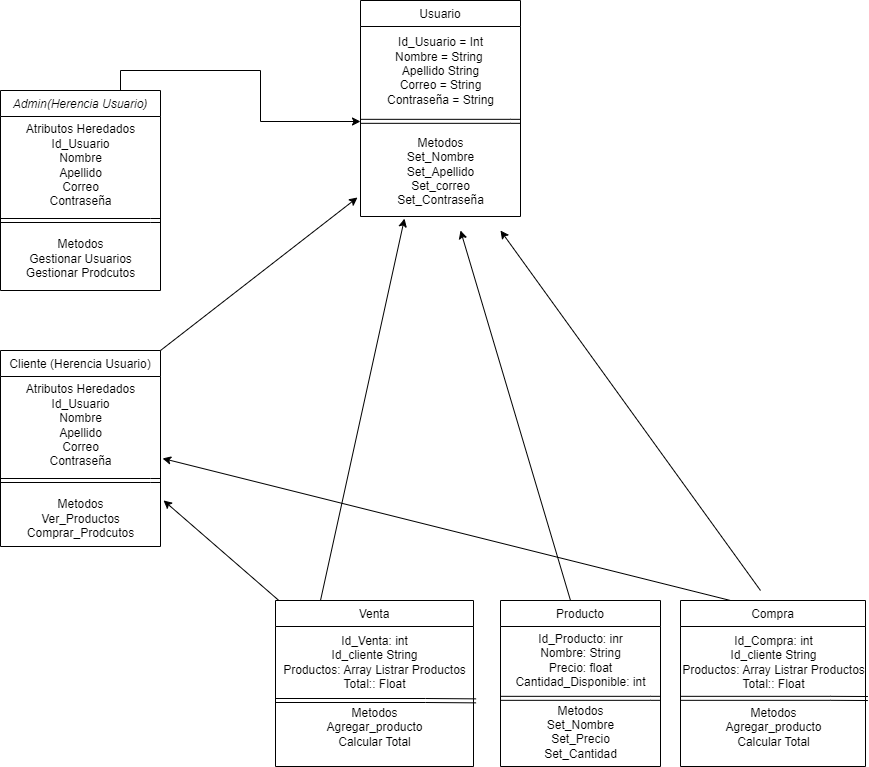 Usuario
Id_Usuario = Int
Nombre = String
Apellido String
Correo = String
Contraseña = String
Metodos
Set_Nombre
Set_Apellido
Set_correo
Set_Contraseña
Admin(Herencia Usuario)
Atributos Heredados
Id_Usuario
Nombre
Apellido
Correo
Contraseña
Metodos
Gestionar Usuarios
Gestionar Prodcutos
Cliente (Herencia Usuario)
Atributos Heredados
Id_Usuario
Nombre
Apellido
Correo
Contraseña
Metodos
Ver_Productos
Comprar_Prodcutos
Venta
Id_Venta: int
Id_cliente String
Productos: Array Listrar Productos
Total:: Float
Metodos
Agregar_producto
Calcular Total
Producto
Id_Producto: inr
Nombre: String
Precio: float
Cantidad_Disponible: int
Metodos
Set_Nombre
Set_Precio
Set_Cantidad
Compra
Id_Compra: int
Id_cliente String
Productos: Array Listrar Productos
Total:: Float
Metodos
Agregar_producto
Calcular Total